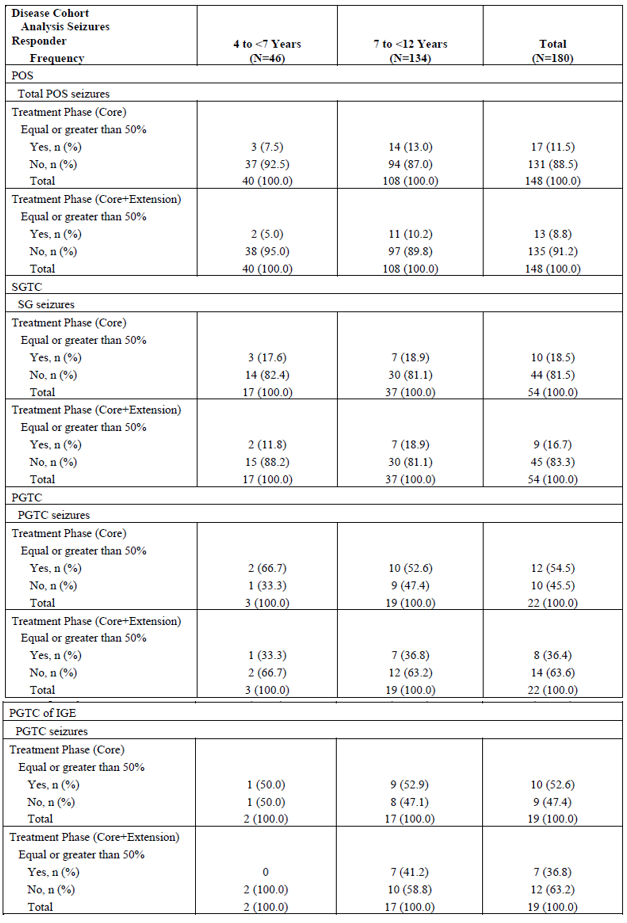 Disease Cohort
Analysis Seizures
Responder 4 to <7 Years 7 to <12 Years Total
Frequency (N=46) (N=134) (N=180)
POS
Total POS seizures
Treatment Phase (Core)
Equal or greater than 50%
Yes, n (%) 3 (7.5) 14 (13.0) 17 (11.5)
No, n (%) 37 (92.5) 94 (87.0) 131 (88.5)
Total 40 (100.0) 108 (100.0) 148 (100.0)
Treatment Phase (Core+Extension)
Equal or greater than 50%
Yes, n (%) 2 (5.0) 11 (10.2) 13 (8.8)
No, n (%) 38 (95.0) 97 (89.8) 135 (91.2)
Total 40 (100.0) 108 (100.0) 148 (100.0)
SGTC
SG seizures
Treatment Phase (Core)
Equal or greater than 50%
Yes, n (%) 3 (17.6) 7 (18.9) 10 (18.5)
No, n (%) 14 (82.4) 30 (81.1) 44 (81.5)
Total 17 (100.0) 37 (100.0) 54 (100.0)
Treatment Phase (Core+Extension)
Equal or greater than 50%
Yes, n (%) 2 (11.8) 7 (18.9) 9 (16.7)
No, n (%) 15 (88.2) 30 (81.1) 45 (83.3)
Total 17 (100.0) 37 (100.0) 54 (100.0)
PGTC
PGTC seizures
Treatment Phase (Core)
Equal or greater than 50%
Yes, n (%) 2 (66.7) 10 (52.6) 12 (54.5)
No, n (%) 1 (33.3) 9 (47.4) 10 (45.5)
Total 3 (100.0) 19 (100.0) 22 (100.0)
Treatment Phase (Core+Extension)
Equal or greater than 50%
Yes, n (%) 1 (33.3) 7 (36.8) 8 (36.4)
No, n (%) 2 (66.7) 12 (63.2) 14 (63.6)
Total 3 (100.0) 19 (100.0) 22 (100.0)
PGTC of IGE
PGTC seizures
Treatment Phase (Core)
Equal or greater than 50%
Yes, n (%) 1 (50.0) 9 (52.9) 10 (52.6)
No, n (%) 1 (50.0) 8 (47.1) 9 (47.4)
Total 2 (100.0) 17 (100.0) 19 (100.0)
Treatment Phase (Core+Extension)
Equal or greater than 50%
Yes, n (%) 0 7 (41.2) 7 (36.8)
No, n (%) 2 (100.0) 10 (58.8) 12 (63.2)
Total 2 (100.0) 17 (100.0) 19 (100.0)